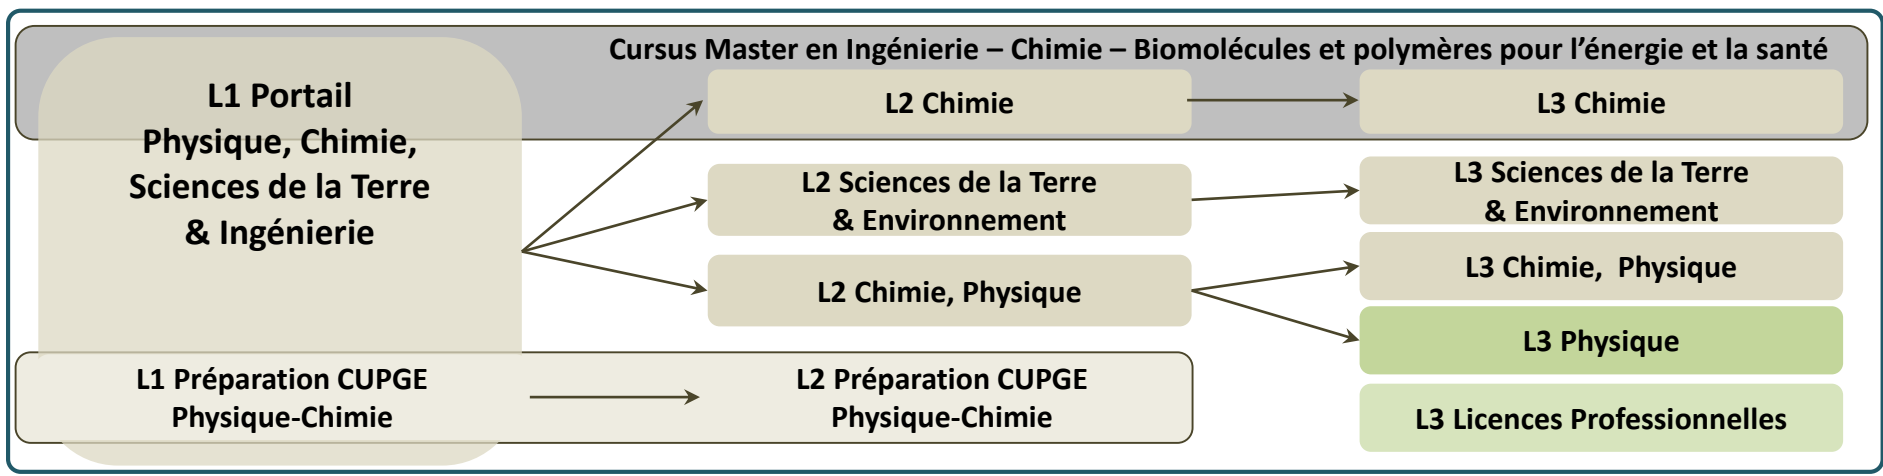 Cursus Master en Ingénierie – Chimie – Biomolécules et polymères pour l’énergie et la santé
L1 Portail
Physique, Chimie,
Sciences de la Terre
& Ingénierie
L2 Chimie
L3 Chimie
L2 Sciences de la Terre
& Environnement
L3 Sciences de la Terre
& Environnement
L2 Chimie, Physique
L3 Chimie, Physique
L3 Physique
L1 Préparation CUPGE
Physique-Chimie
L2 Préparation CUPGE
Physique-Chimie
L3 Licences Professionnelles